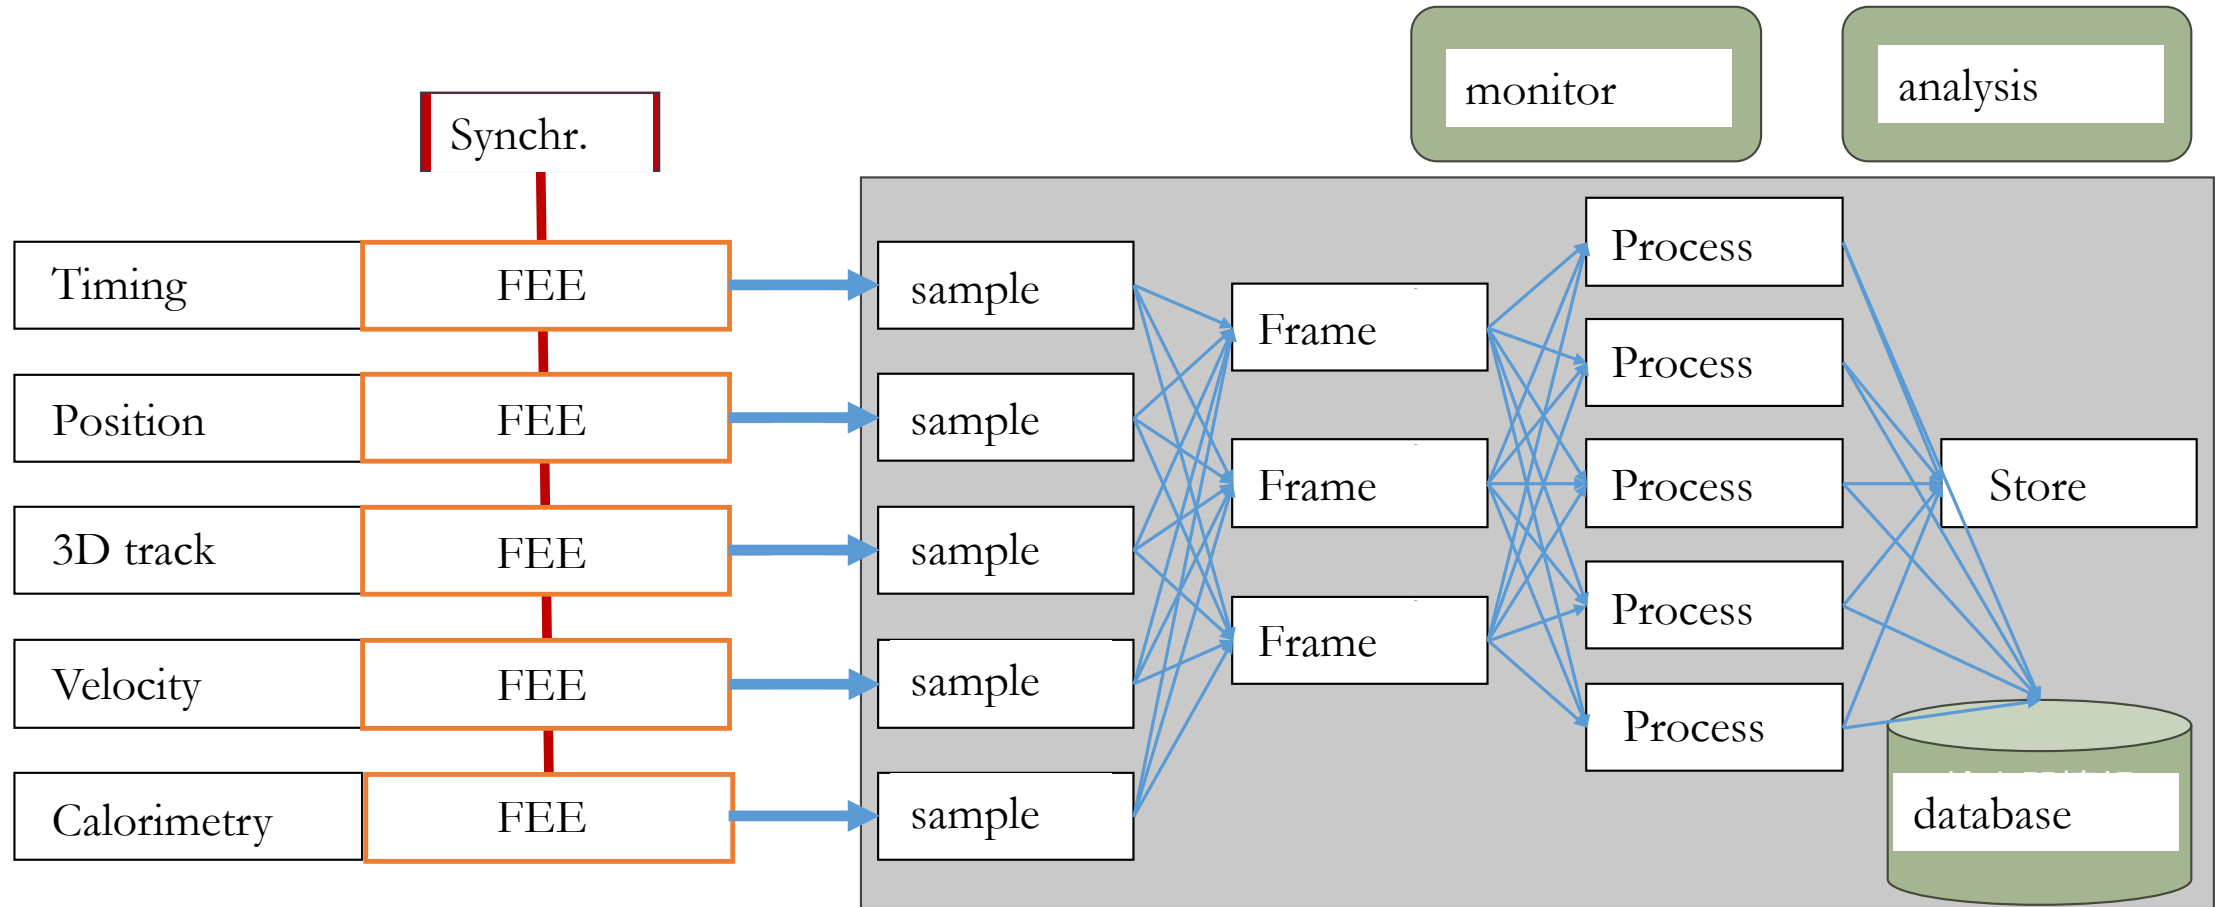 monitor
analysis
Synchr.
Timing
FEE
sample
Process
Frame
Process
Position
FEE
sample
Frame
Process
Store
3D track
FEE
sample
Process
Velocity
FEE
sample
Frame
Process
Calorimetry
FEE
sample
database